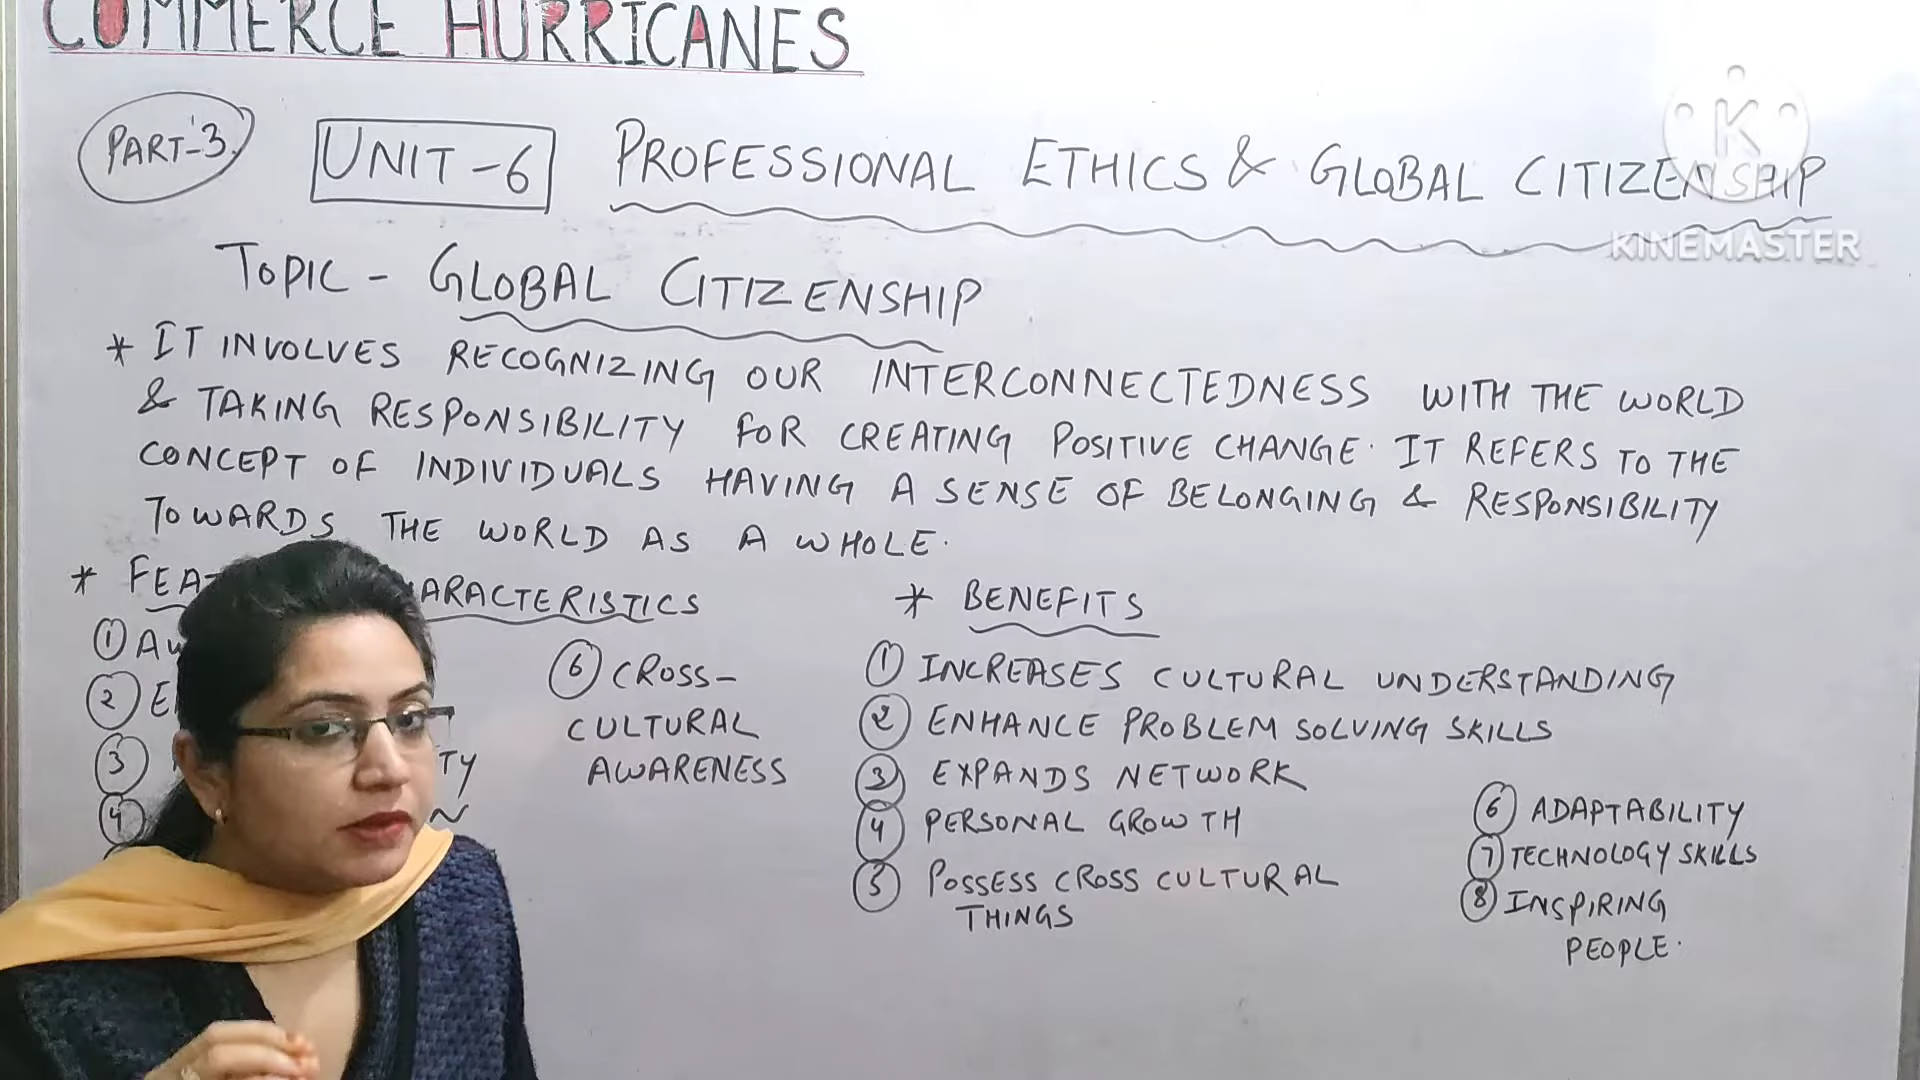 COMMERCE HURRICANES
PART-3.
UNIT-6 PROFESSIONAL ETHICS & GLOBAL CITIZENSHIP
KINEMASTER
TOPIC - GLOBAL CITIZENSHIP
* IT INVOLVES RECOGNIZING OUR INTERCONNECTEDNESS WITH THE WORLD
& TAKING RESPONSIBILITY FOR CREATING POSITIVE CHANGE. IT REFERS TO THE
CONCEPT OF INDIVIDUALS HAVING A SENSE OF BELONGING & RESPONSIBILITY
TOWARDS THE WORLD AS A WHOLE.
*
①
②
③
④
⑥ CROSS-
CULTURAL
AWARENESS
* BENEFITS
① INCREASES CULTURAL UNDERSTANDING
② ENHANCE PROBLEM SOLVING SKILLS
③ EXPANDS NETWORK
④ PERSONAL GROWTH
⑤ POSSESS CROSS CULTURAL
THINGS
⑥ ADAPTABILITY
⑦ TECHNOLOGY SKILLS
⑧ INSPIRING
PEOPLE.